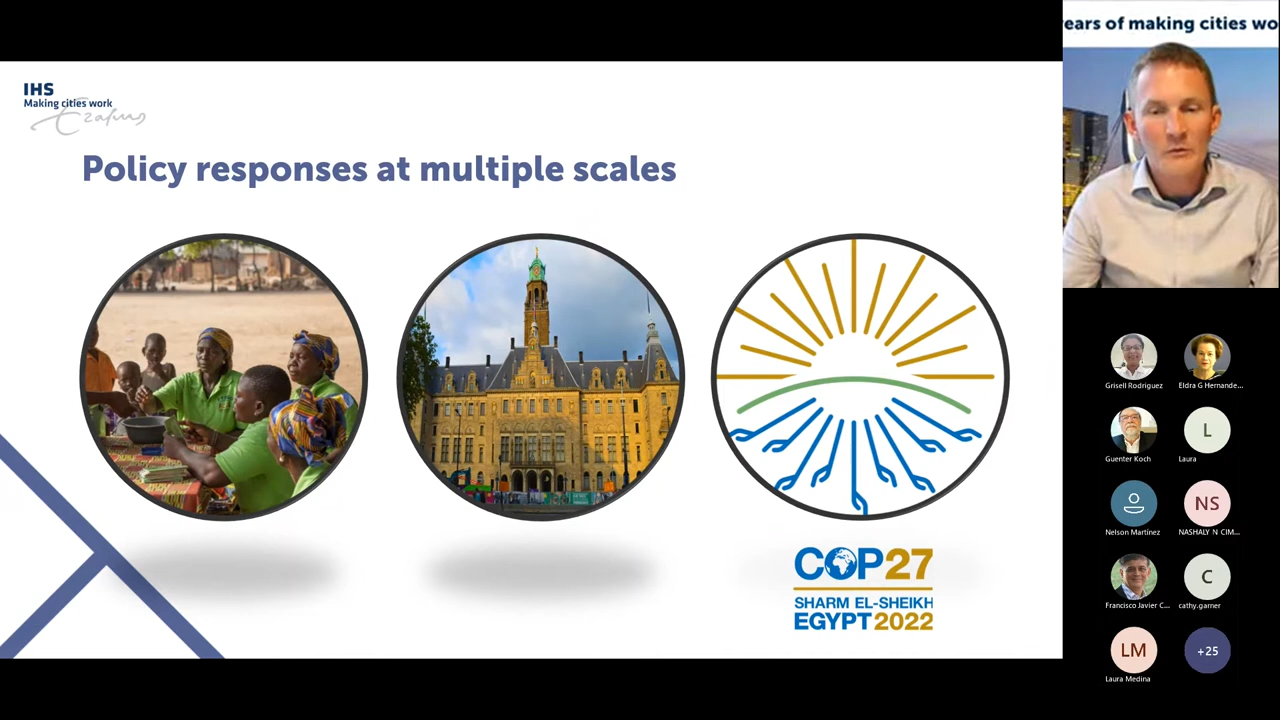 IHS
Making cities work
Erasmus
Policy responses at multiple scales
COP27
SHARM EL-SHEIKH
EGYPT 2022
ears of making cities wo
Grisell Rodriguez
Eldra G Hernande...
Guenter Koch
L
Laura
Nelson Martínez
NS
NASHALY N CIM...
Francisco Javier C...
C
cathy.garner
LM
Laura Medina
+25